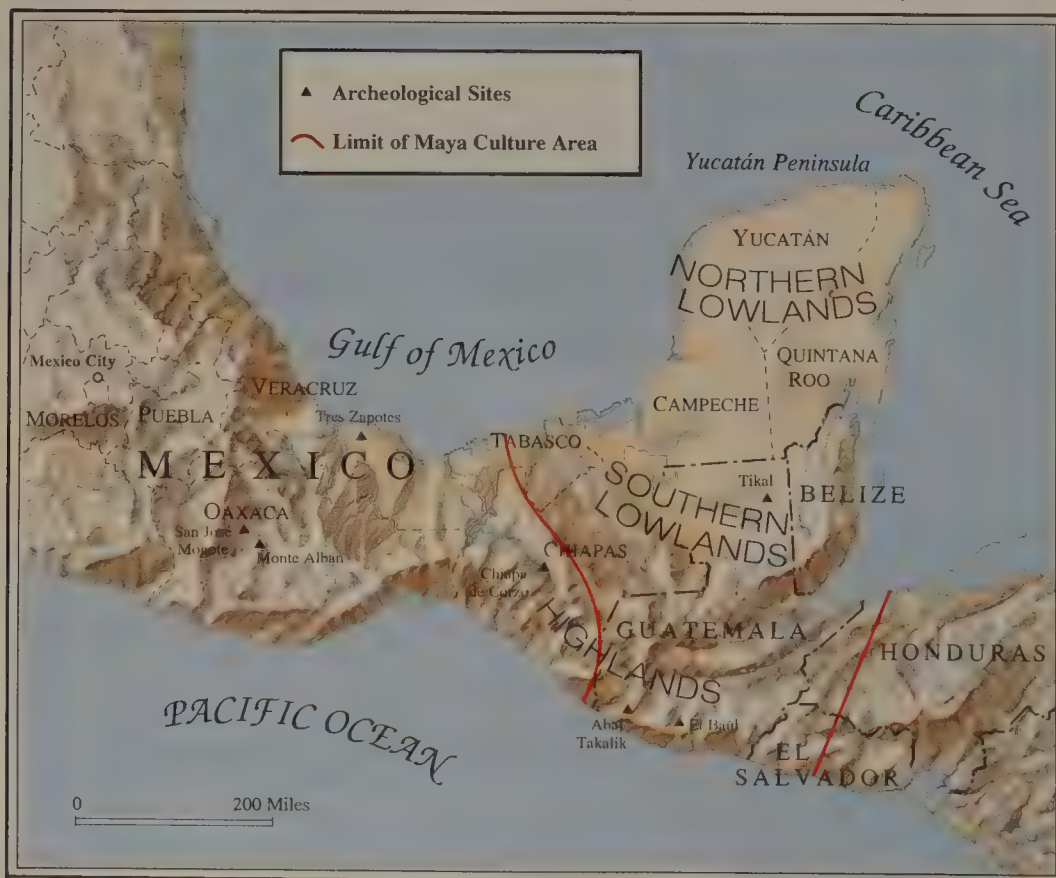 Archeological Sites
Limit of Maya Culture Area
Caribbean Sea
Yucatán Peninsula
YUCATÁN
NORTHERN
LOWLANDS
Gulf of Mexico
QUINTANA
ROO
Mexico City
VERACRUZ
CAMPECHE
MORELOS
PUEBLA
Tres Zapotes
TABASCO
MEXICO
SOUTHERN
LOWLANDS
Tikal
BELIZE
OAXACA
San José
Mogote
Monte Alban
CHIAPAS
Chiapa
de Corzo
HIGHLANDS
GUATEMALA
HONDURAS
PACIFIC OCEAN
Abaj
Takalik
El Baúl
EL
SALVADOR
0 200 Miles